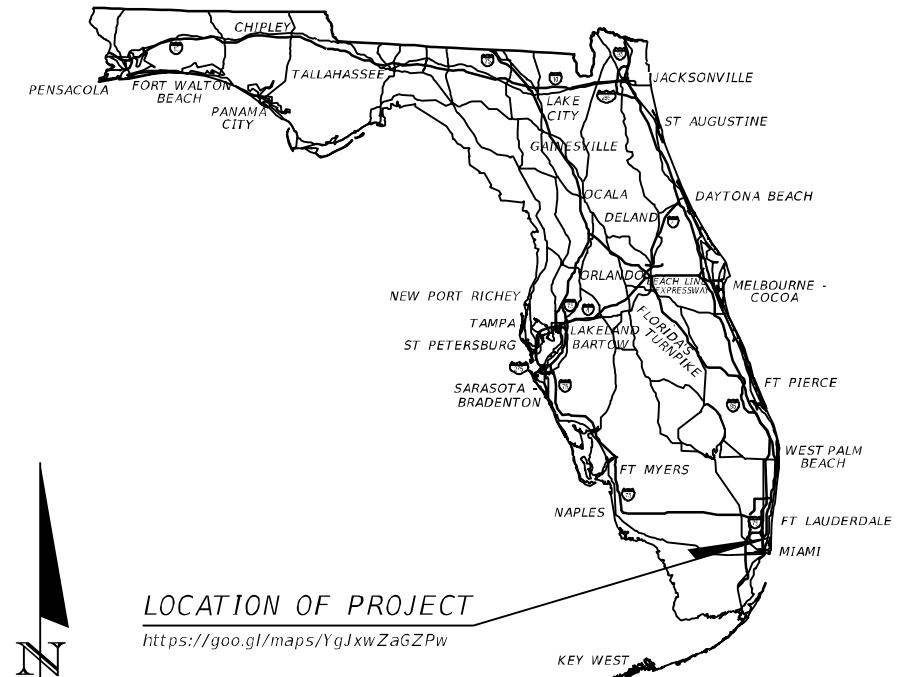 CHIPLEY
PENSACOLA
FORT WALTON
BEACH
PANAMA
CITY
TALLAHASSEE
LAKE
CITY
JACKSONVILLE
ST AUGUSTINE
GAINESVILLE
OCALA
DELAND
DAYTONA BEACH
ORLANDO
BEACH LINE
EXPRESSWAY
MELBOURNE -
COCOA
NEW PORT RICHEY
TAMPA
ST PETERSBURG
LAKELAND
BARTOW
FLORIDA'S
TURNPIKE
SARASOTA -
BRADENTON
FT PIERCE
WEST PALM
BEACH
FT MYERS
NAPLES
FT LAUDERDALE
MIAMI
LOCATION OF PROJECT
https://goo.gl/maps/YgJxwZaGZPw
N
KEY WEST